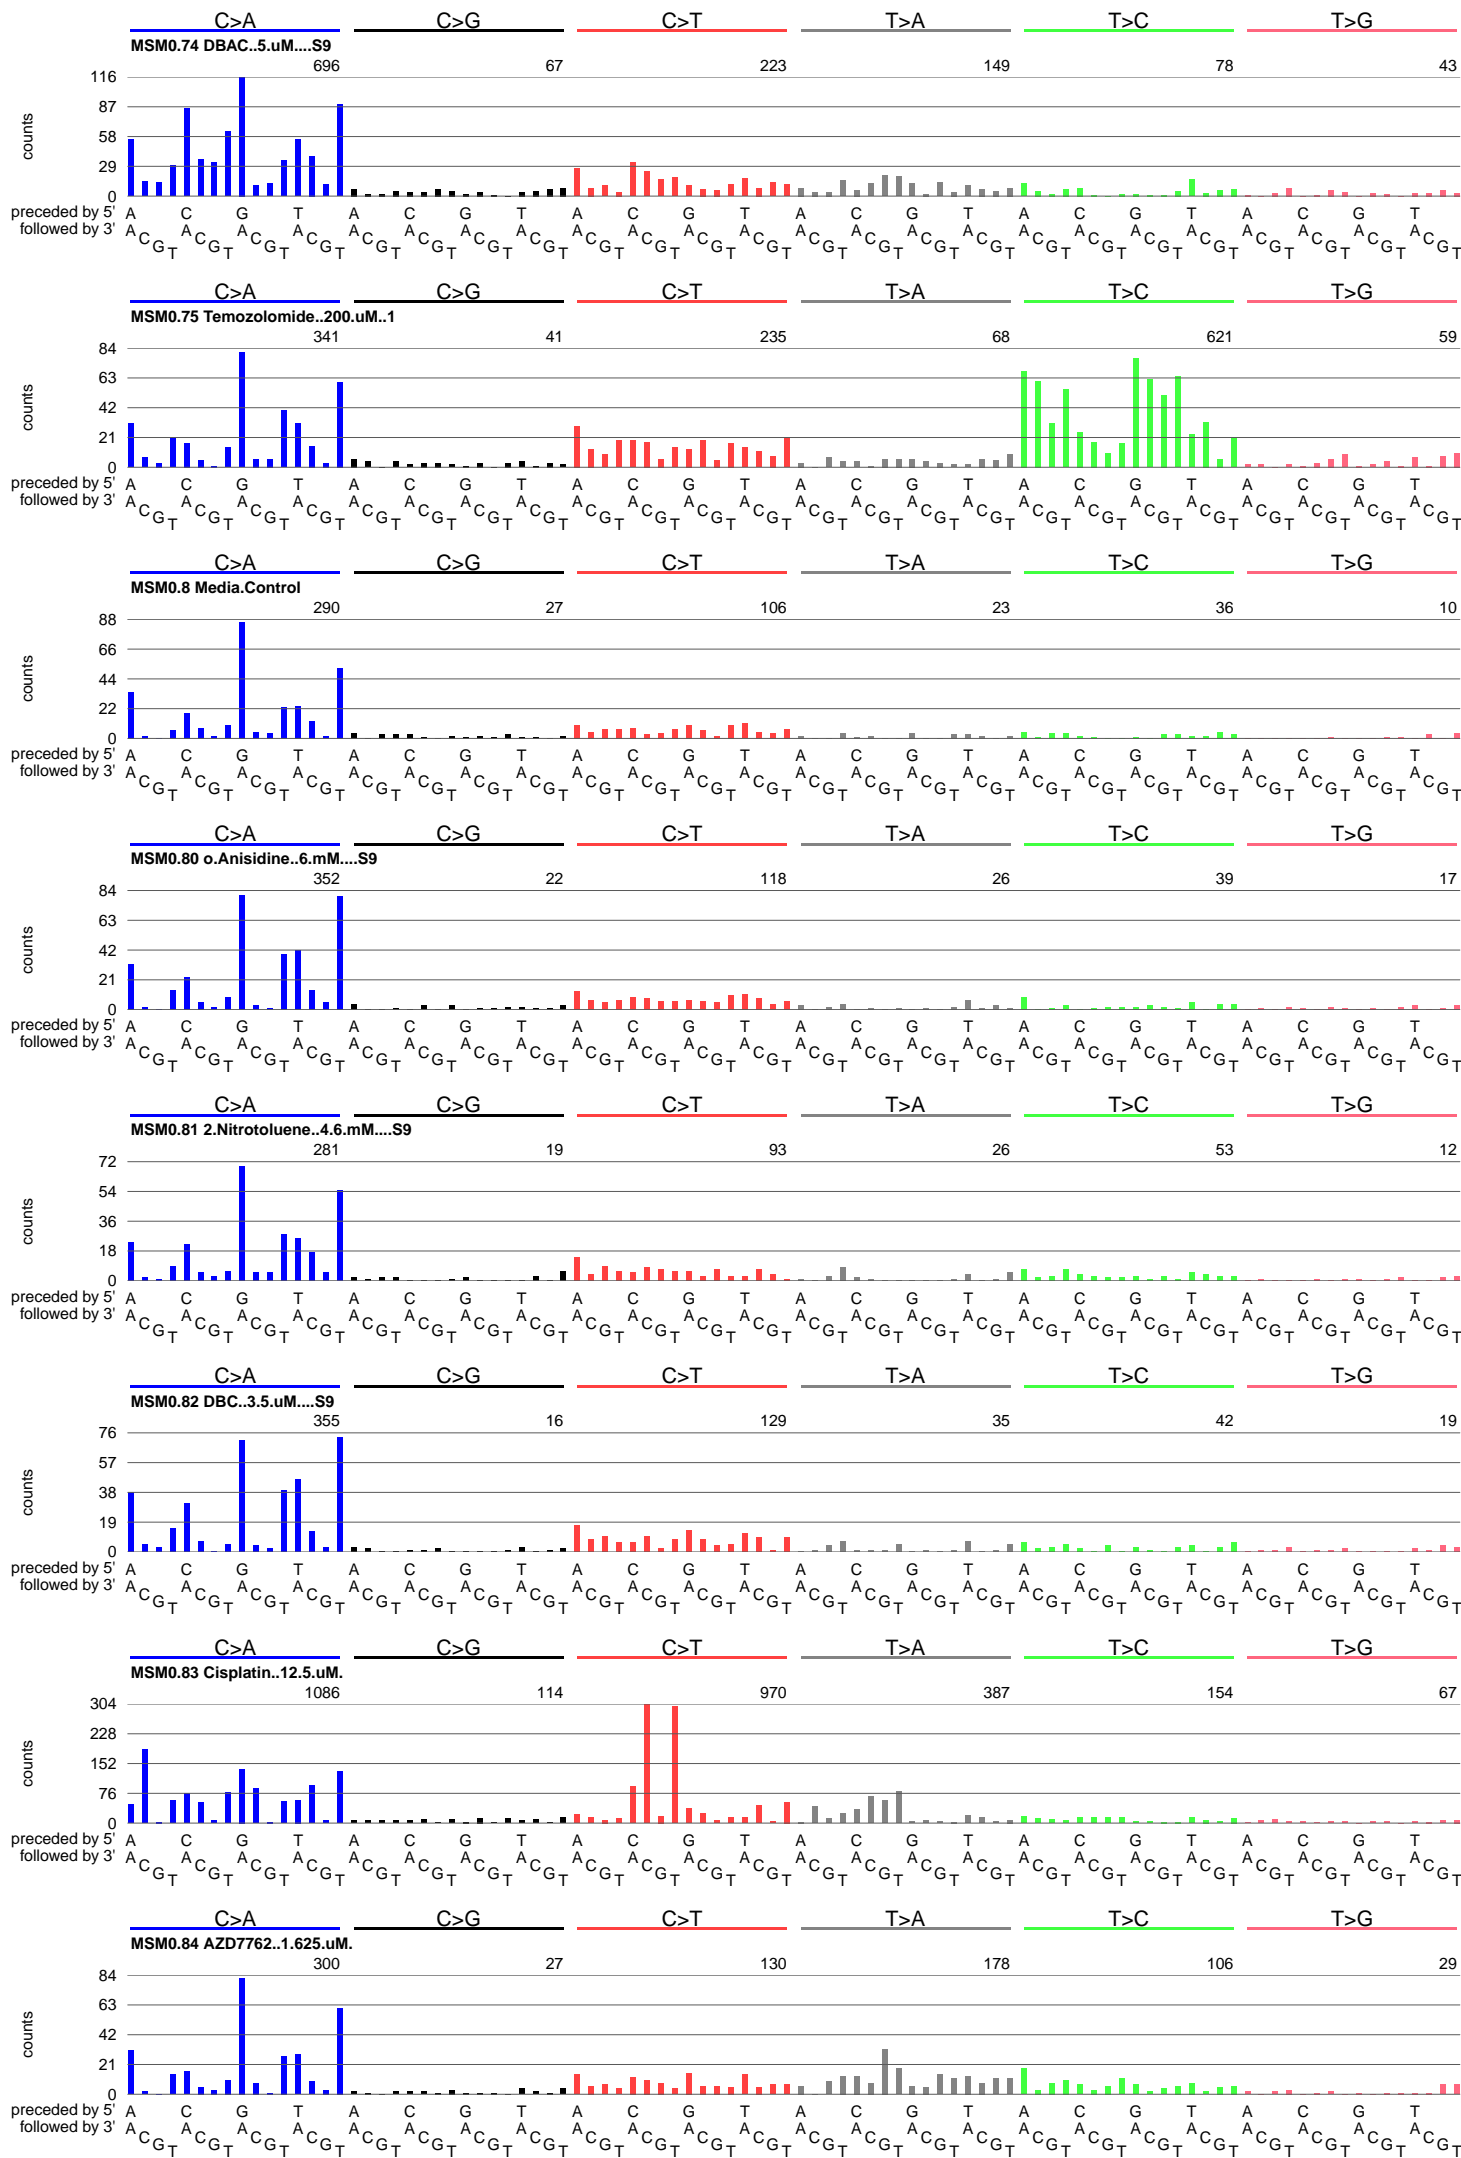 C>A C>G C>T T>A T>C T>G
MSM0.74 DBAC..5.uM....S9
696 67 223 149 78 43
116
87
58
29
0
counts
preceded by 5' A C G T A C G T A C G T A C G T A C G T A C G T
followed by 3' A C G T A C G T A C G T A C G T A C G T A C G T A C G T A C G T A C G T A C G T A C G T A C G T A C G T A C G T A C G T A C G T A C G T A C G T A C G T A C G T A C G T A C G T A C G T A C G T
C>A C>G C>T T>A T>C T>G
MSM0.75 Temozolomide..200.uM..1
341 41 235 68 621 59
84
63
42
21
0
counts
preceded by 5' A C G T A C G T A C G T A C G T A C G T A C G T
followed by 3' A C G T A C G T A C G T A C G T A C G T A C G T A C G T A C G T A C G T A C G T A C G T A C G T A C G T A C G T A C G T A C G T A C G T A C G T A C G T A C G T A C G T A C G T A C G T A C G T
C>A C>G C>T T>A T>C T>G
MSM0.8 Media.Control
290 27 106 23 36 10
88
66
44
22
0
counts
preceded by 5' A C G T A C G T A C G T A C G T A C G T A C G T
followed by 3' A C G T A C G T A C G T A C G T A C G T A C G T A C G T A C G T A C G T A C G T A C G T A C G T A C G T A C G T A C G T A C G T A C G T A C G T A C G T A C G T A C G T A C G T A C G T A C G T
C>A C>G C>T T>A T>C T>G
MSM0.80 o.Anisidine..6.mM....S9
352 22 118 26 39 17
84
63
42
21
0
counts
preceded by 5' A C G T A C G T A C G T A C G T A C G T A C G T
followed by 3' A C G T A C G T A C G T A C G T A C G T A C G T A C G T A C G T A C G T A C G T A C G T A C G T A C G T A C G T A C G T A C G T A C G T A C G T A C G T A C G T A C G T A C G T A C G T A C G T
C>A C>G C>T T>A T>C T>G
MSM0.81 2.Nitrotoluene..4.6.mM....S9
281 19 93 26 53 12
72
54
36
18
0
counts
preceded by 5' A C G T A C G T A C G T A C G T A C G T A C G T
followed by 3' A C G T A C G T A C G T A C G T A C G T A C G T A C G T A C G T A C G T A C G T A C G T A C G T A C G T A C G T A C G T A C G T A C G T A C G T A C G T A C G T A C G T A C G T A C G T A C G T
C>A C>G C>T T>A T>C T>G
MSM0.82 DBC..3.5.uM....S9
355 16 129 35 42 19
76
57
38
19
0
counts
preceded by 5' A C G T A C G T A C G T A C G T A C G T A C G T
followed by 3' A C G T A C G T A C G T A C G T A C G T A C G T A C G T A C G T A C G T A C G T A C G T A C G T A C G T A C G T A C G T A C G T A C G T A C G T A C G T A C G T A C G T A C G T A C G T A C G T
C>A C>G C>T T>A T>C T>G
MSM0.83 Cisplatin..12.5.uM.
1086 114 970 387 154 67
304
228
152
76
0
counts
preceded by 5' A C G T A C G T A C G T A C G T A C G T A C G T
followed by 3' A C G T A C G T A C G T A C G T A C G T A C G T A C G T A C G T A C G T A C G T A C G T A C G T A C G T A C G T A C G T A C G T A C G T A C G T A C G T A C G T A C G T A C G T A C G T A C G T
C>A C>G C>T T>A T>C T>G
MSM0.84 AZD7762..1.625.uM.
300 27 130 178 106 29
84
63
42
21
0
counts
preceded by 5' A C G T A C G T A C G T A C G T A C G T A C G T
followed by 3' A C G T A C G T A C G T A C G T A C G T A C G T A C G T A C G T A C G T A C G T A C G T A C G T A C G T A C G T A C G T A C G T A C G T A C G T A C G T A C G T A C G T A C G T A C G T A C G T